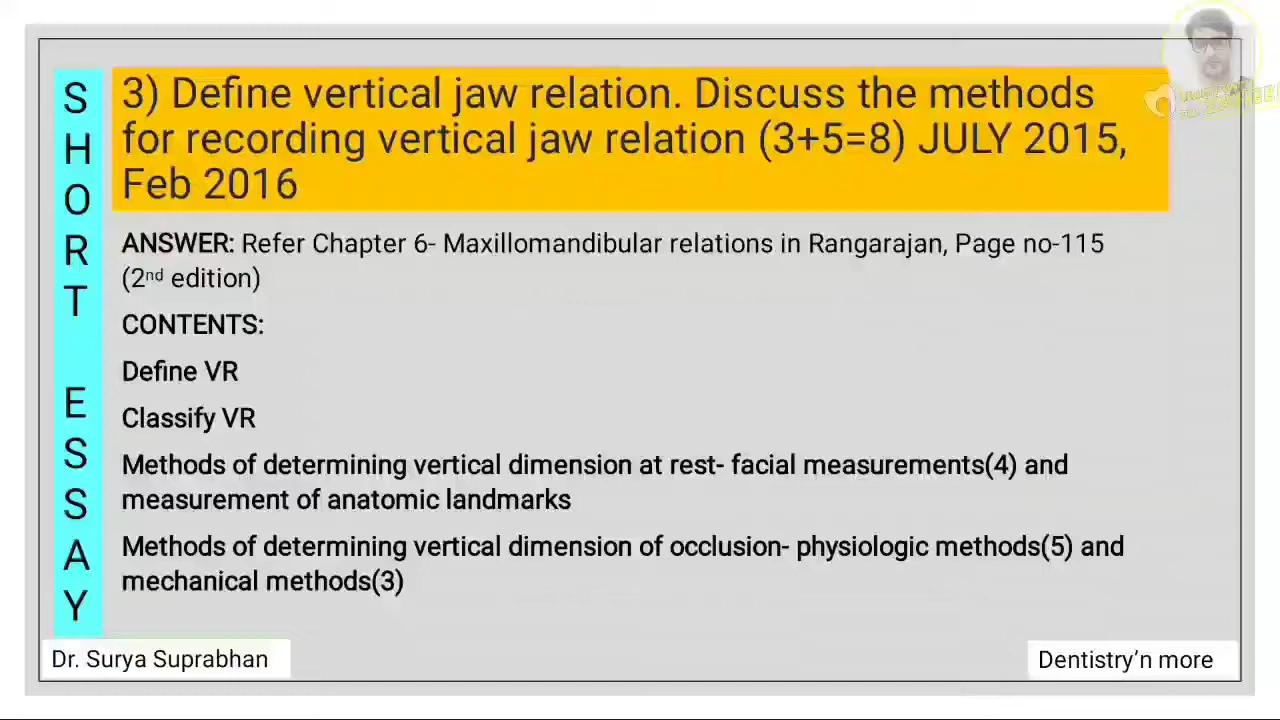 SHORT ESSAY
3) Define vertical jaw relation. Discuss the methods
for recording vertical jaw relation (3+5=8) JULY 2015,
Feb 2016
ANSWER: Refer Chapter 6- Maxillomandibular relations in Rangarajan, Page no-115
(2nd edition)
CONTENTS:
Define VR
Classify VR
Methods of determining vertical dimension at rest- facial measurements(4) and
measurement of anatomic landmarks
Methods of determining vertical dimension of occlusion- physiologic methods(5) and
mechanical methods(3)
Dr. Surya Suprabhan
Dentistry’n more